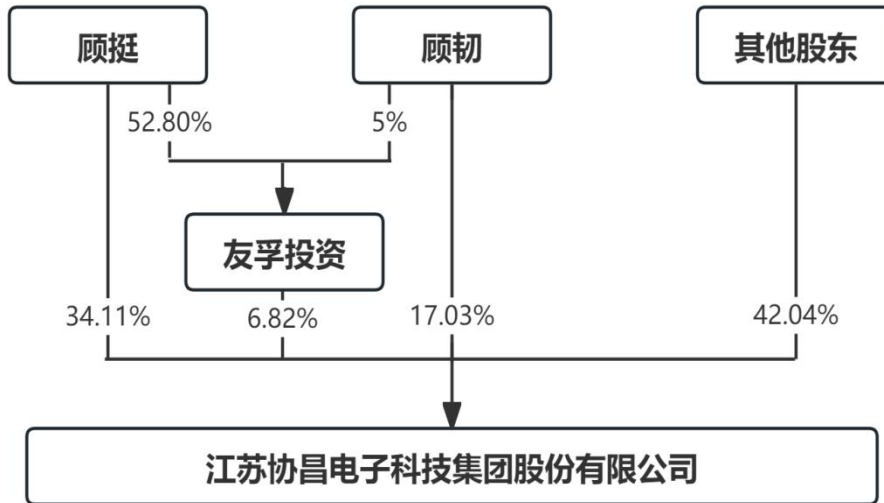 顾挺
顾韧
其他股东
52.80%
5%
友孚投资
34.11%
6.82%
17.03%
42.04%
江苏协昌电子科技集团股份有限公司